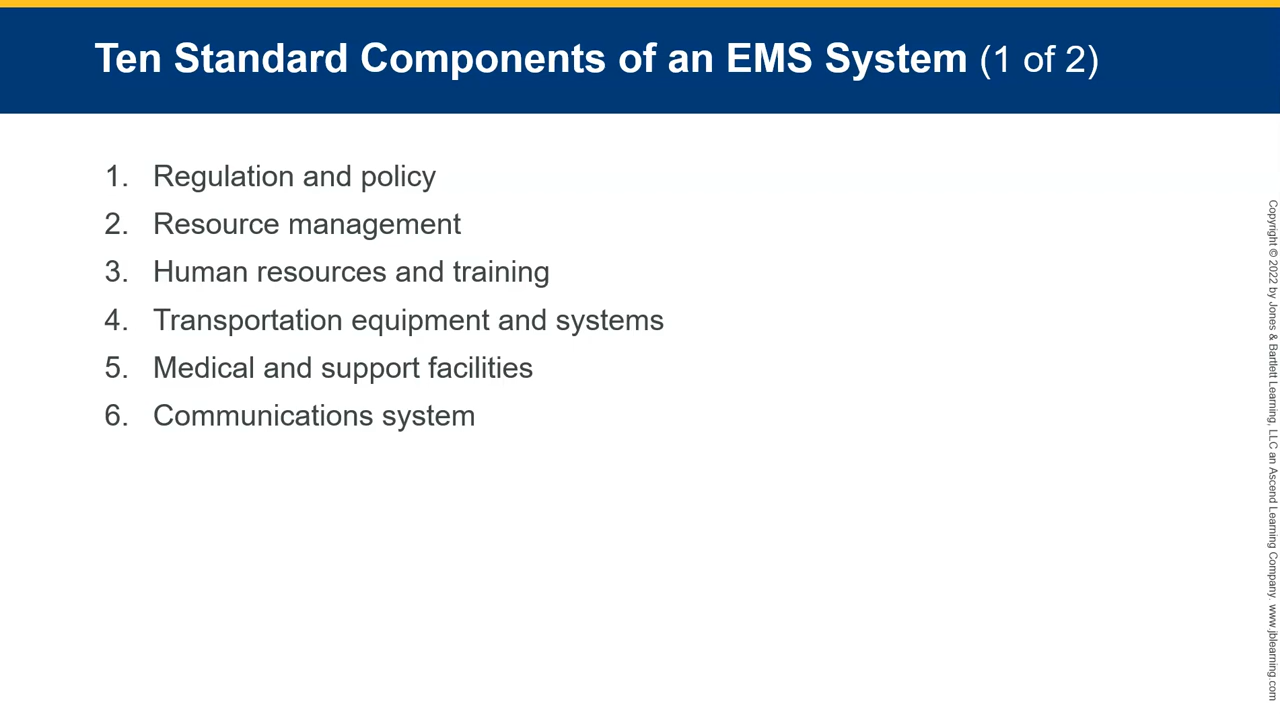 Ten Standard Components of an EMS System (1 of 2)
1. Regulation and policy
2. Resource management
3. Human resources and training
4. Transportation equipment and systems
5. Medical and support facilities
6. Communications system
Copyright © 2022 by Jones & Bartlett Learning, LLC an Ascend Learning Company. www.jblearning.com